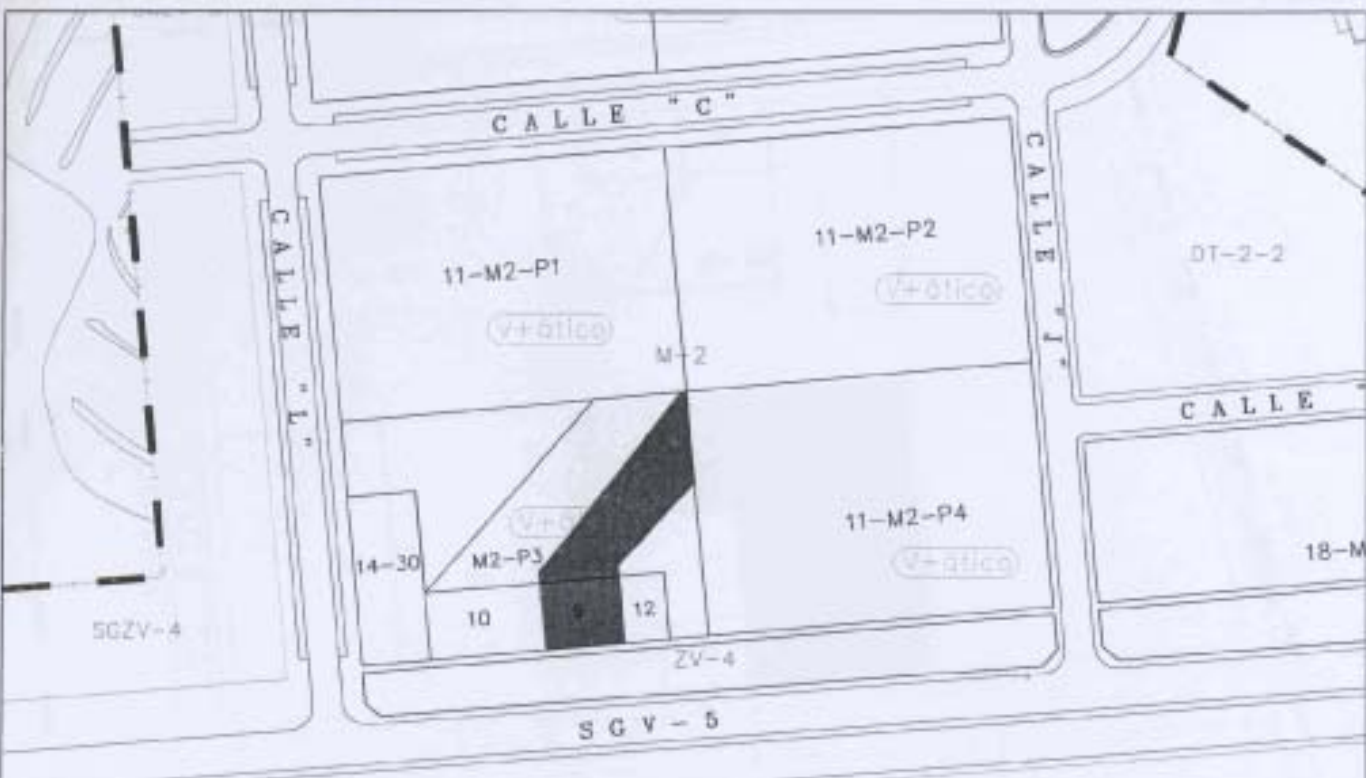 CALLE "C"
CALLE "L"
CALLE "J"
11-M2-P1
V+ático
11-M2-P2
V+ático
DT-2-2
M-2
CALLE
11-M2-P4
V+ático
14-30
M2-P3
10
9
12
18-M
SGZV-4
ZV-4
SGV-5